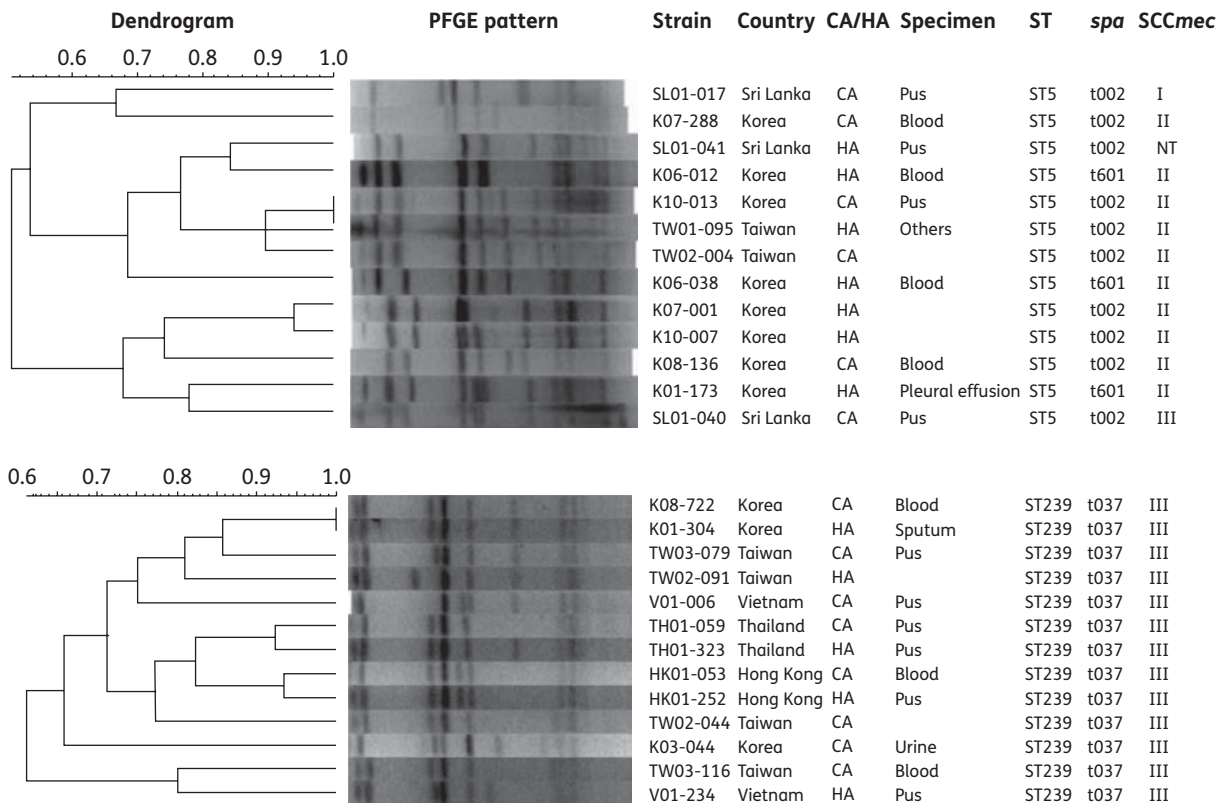 Dendrogram PFGE pattern Strain Country CA/HA Specimen ST spa SCCmec
0.6 0.7 0.8 0.9 1.0
SL01-017 Sri Lanka CA Pus ST5 t002 I
K07-288 Korea CA Blood ST5 t002 II
SL01-041 Sri Lanka HA Pus ST5 t002 NT
K06-012 Korea HA Blood ST5 t601 II
K10-013 Korea CA Pus ST5 t002 II
TW01-095 Taiwan HA Others ST5 t002 II
TW02-004 Taiwan CA ST5 t002 II
K06-038 Korea HA Blood ST5 t601 II
K07-001 Korea HA ST5 t002 II
K10-007 Korea HA ST5 t002 II
K08-136 Korea CA Blood ST5 t002 II
K01-173 Korea HA Pleural effusion ST5 t601 II
SL01-040 Sri Lanka CA Pus ST5 t002 III
0.6 0.7 0.8 0.9 1.0
K08-722 Korea CA Blood ST239 t037 III
K01-304 Korea HA Sputum ST239 t037 III
TW03-079 Taiwan CA Pus ST239 t037 III
TW02-091 Taiwan HA ST239 t037 III
V01-006 Vietnam CA Pus ST239 t037 III
TH01-059 Thailand CA Pus ST239 t037 III
TH01-323 Thailand HA Pus ST239 t037 III
HK01-053 Hong Kong CA Blood ST239 t037 III
HK01-252 Hong Kong HA Pus ST239 t037 III
TW02-044 Taiwan CA ST239 t037 III
K03-044 Korea CA Urine ST239 t037 III
TW03-116 Taiwan CA Blood ST239 t037 III
V01-234 Vietnam HA Pus ST239 t037 III